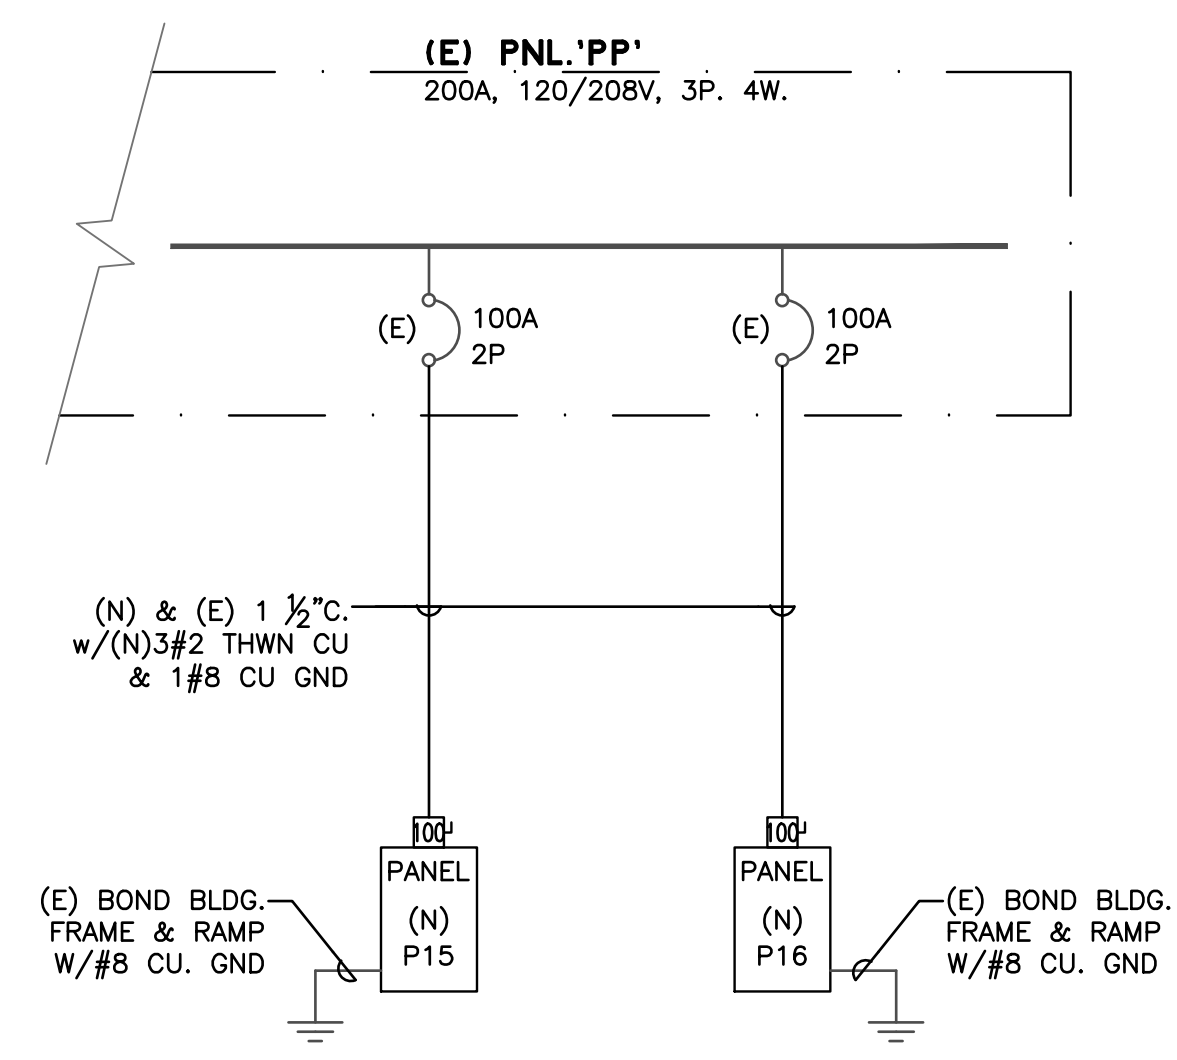 (E) PNL.'PP'
200A, 120/208V, 3P. 4W.
(E)
100A
2P
(E)
100A
2P
(N) & (E) 1 ½"C.
w/(N)3#2 THWN CU
& 1#8 CU GND
100
PANEL
(N)
P15
100
PANEL
(N)
P16
(E) BOND BLDG.
FRAME & RAMP
W/#8 CU. GND
(E) BOND BLDG.
FRAME & RAMP
W/#8 CU. GND